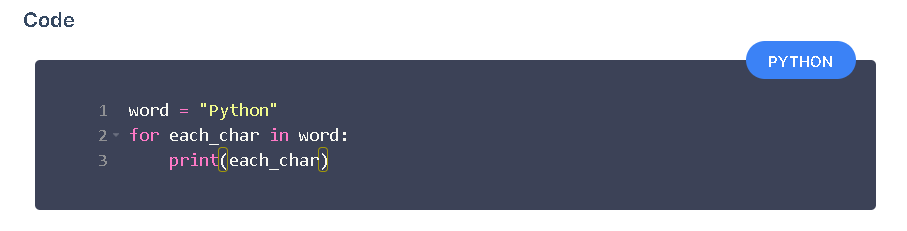 Code
PYTHON
1 word = "Python"
2 for each_char in word:
3     print(each_char)